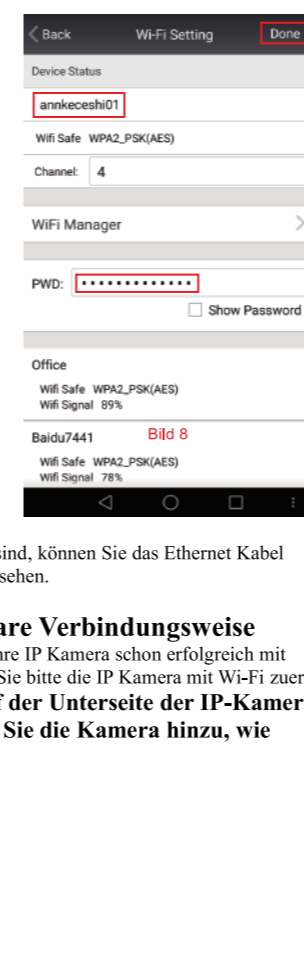 Back Wi-Fi Setting Done
Device Status
annkeceshi01
Wifi Safe WPA2_PSK(AES)
Channel: 4
WiFi Manager
PWD: •••••••••••••
Show Password
Office
Wifi Safe WPA2_PSK(AES)
Wifi Signal 89%
Baidu7441
Bild 8
Wifi Safe WPA2_PSK(AES)
Wifi Signal 78%
sind, können Sie das Ethernet Kabel
sehen.
are Verbindungsweise
hre IP Kamera schon erfolgreich mit
Sie bitte die IP Kamera mit Wi-Fi zuer
f der Unterseite der IP-Kamer
Sie die Kamera hinzu, wie